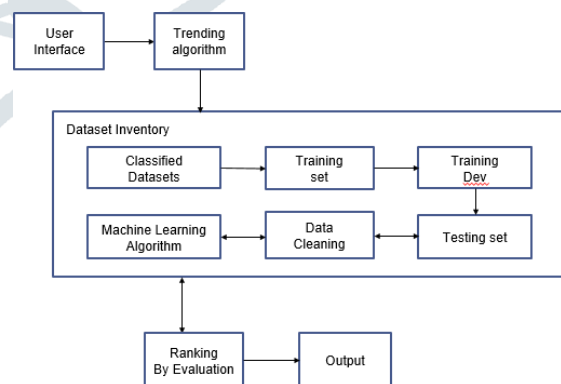 User
Interface
Trending
algorithm
Dataset Inventory
Classified
Datasets
Training
set
Training
Dev
Machine Learning
Algorithm
Data
Cleaning
Testing set
Ranking
By Evaluation
Output